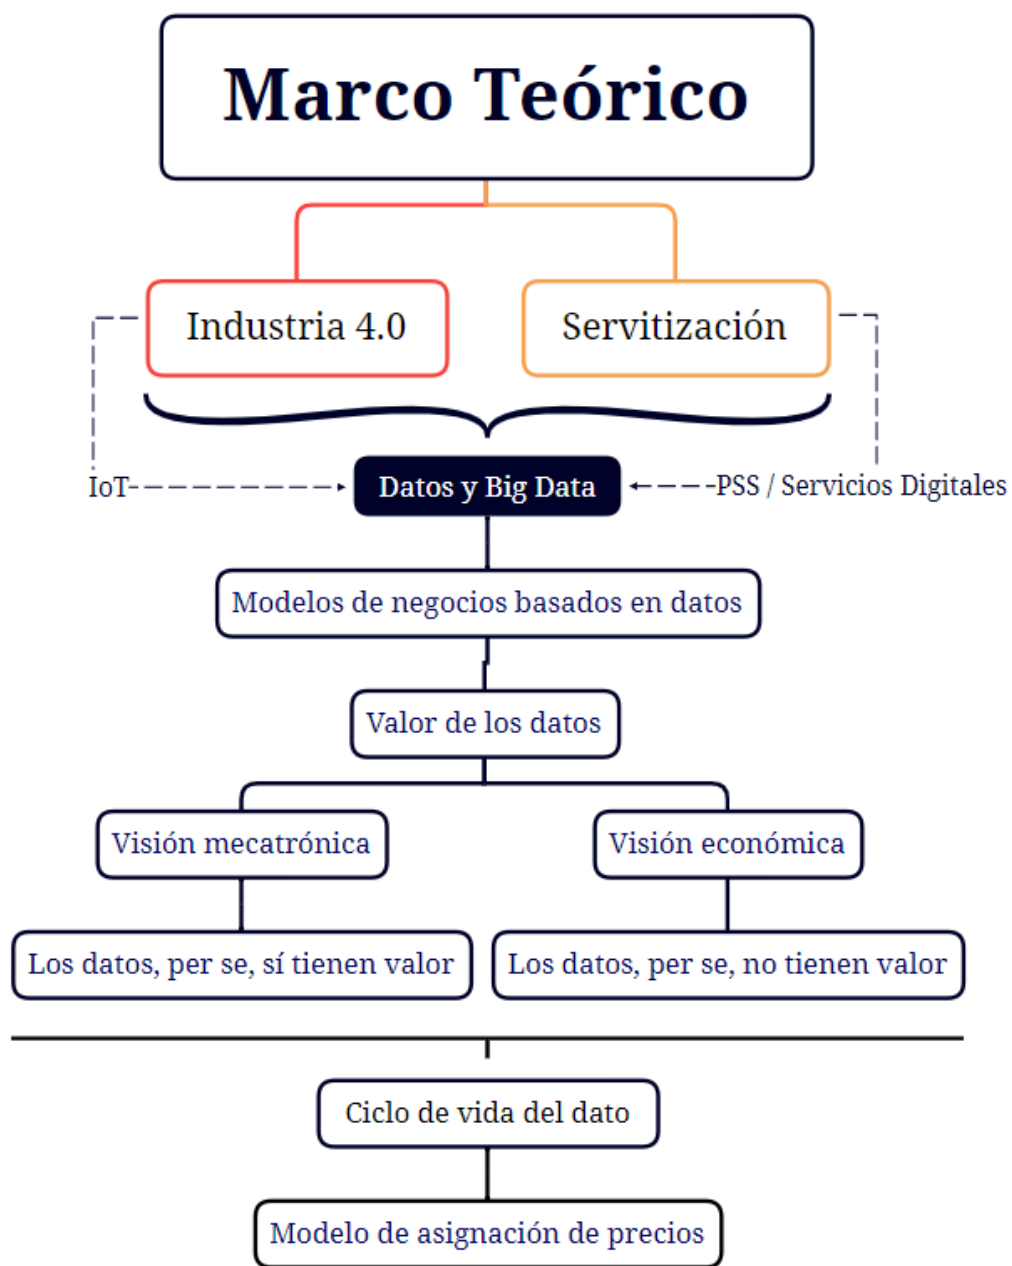 Marco Teórico
Industria 4.0
Servitización
IoT
Datos y Big Data
PSS / Servicios Digitales
Modelos de negocios basados en datos
Valor de los datos
Visión mecatrónica
Visión económica
Los datos, per se, sí tienen valor
Los datos, per se, no tienen valor
Ciclo de vida del dato
Modelo de asignación de precios